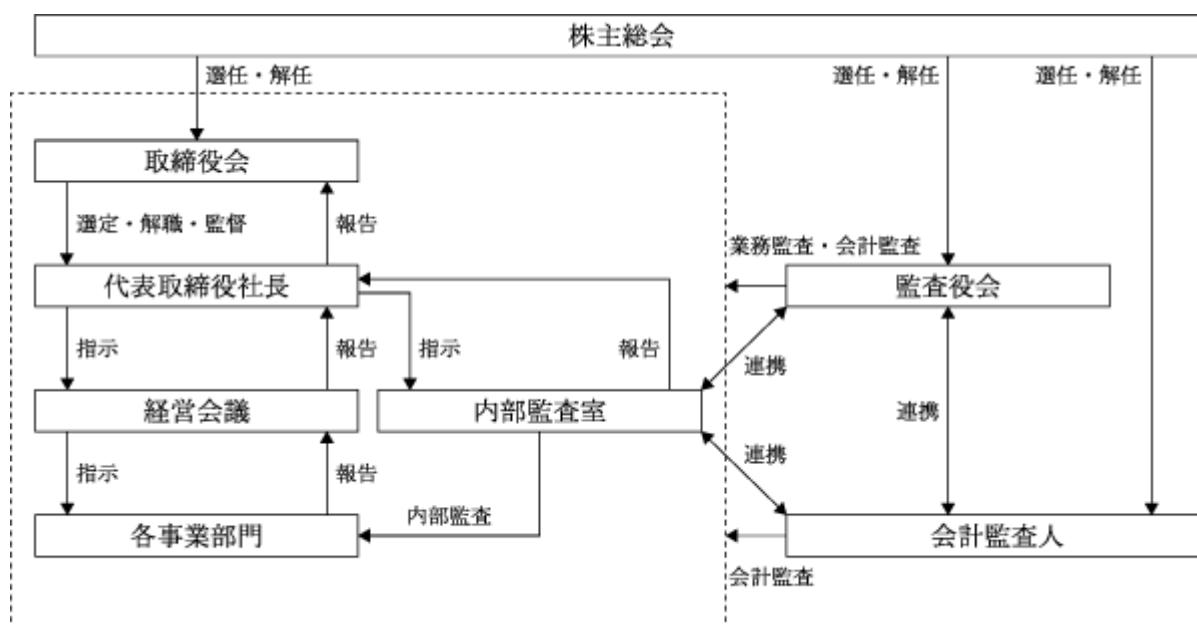 株主総会
選任・解任
選任・解任
選任・解任
取締役会
選定・解職・監督
報告
業務監査・会計監査
代表取締役社長
監査役会
指示
報告
指示
報告
連携
経営会議
内部監査室
連携
連携
指示
報告
内部監査
各事業部門
会計監査人
会計監査